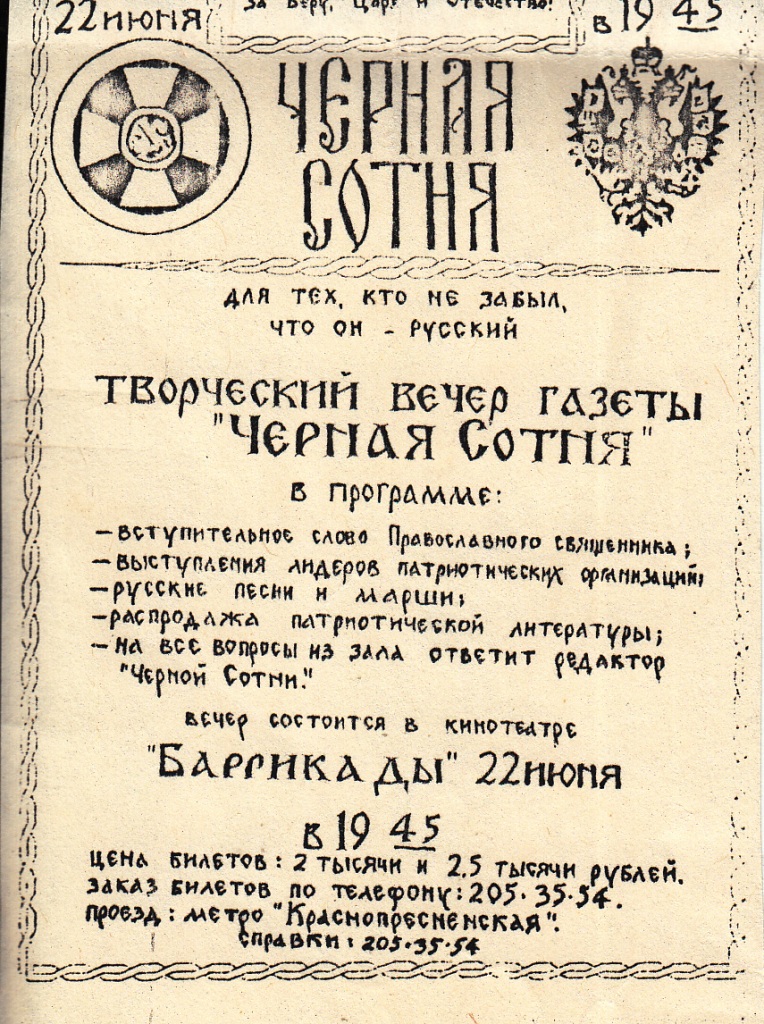 22 июня
За Веру, Царя и Отечество!
в 19 45
ЧЕРНАЯ
СОТНЯ
для тех, кто не забыл,
что он - русский
Творческий вечер газеты
"Черная Сотня"
в программе:
-вступительное слово Православного священника;
-выступления лидеров патриотических организаций;
-русские песни и марши;
-распродажа патриотической литературы;
-на все вопросы из зала ответит редактор
"Черной Сотни."
вечер состоится в кинотеатре
"Баррикады" 22 июня
в 19 45
цена билетов: 2 тысячи и 2,5 тысячи рублей.
заказ билетов по телефону: 205·35·54.
проезд: метро "Краснопресненская".
справки: 205·35·54